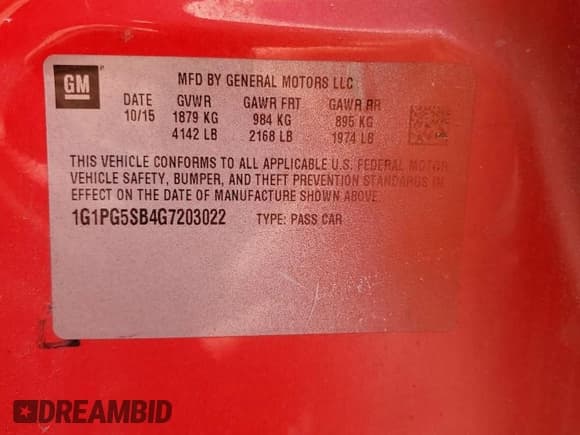 GM
MFD BY GENERAL MOTORS LLC
DATE GVWR GAWR FRT GAWR RR
10/15 1879 KG 984 KG 895 KG
4142 LB 2168 LB 1974 LB
THIS VEHICLE CONFORMS TO ALL APPLICABLE U.S. FEDERAL MOTOR
VEHICLE SAFETY, BUMPER, AND THEFT PREVENTION STANDARDS IN
EFFECT ON THE DATE OF MANUFACTURE SHOWN ABOVE.
1G1PG5SB4G7203022 TYPE: PASS CAR
DREAMBID